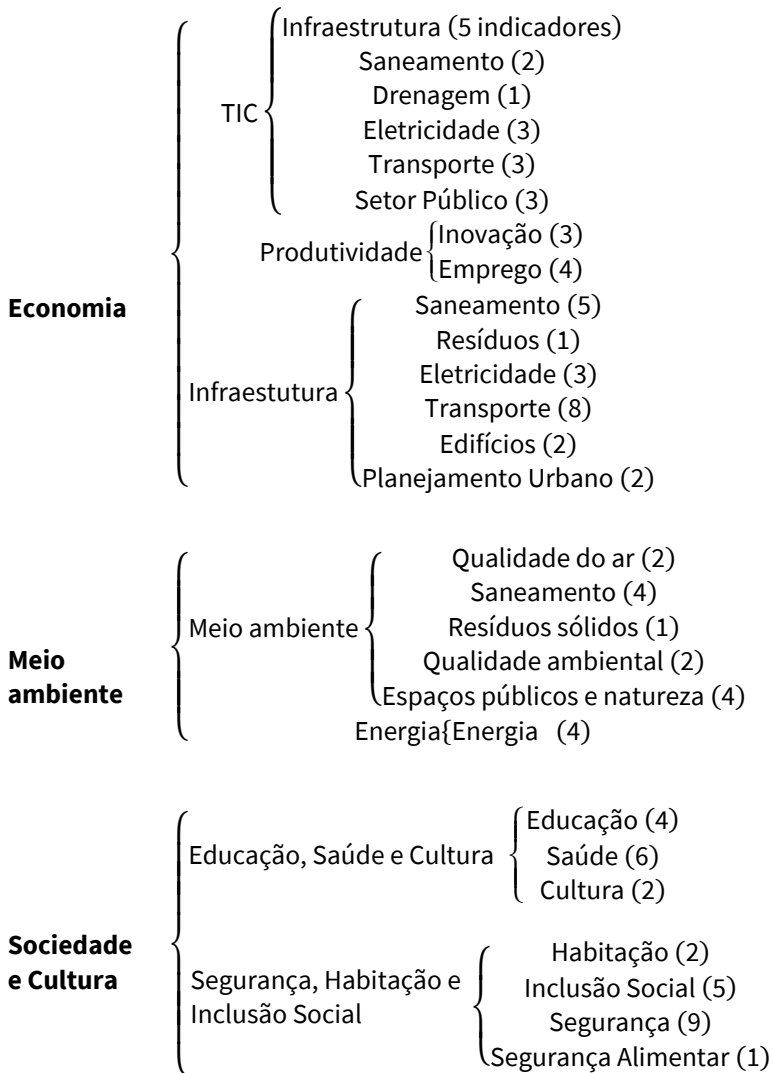 Economia
TIC
Infraestrutura (5 indicadores)
Saneamento (2)
Drenagem (1)
Eletricidade (3)
Transporte (3)
Setor Público (3)
Produtividade
Inovação (3)
Emprego (4)
Infraestutura
Saneamento (5)
Resíduos (1)
Eletricidade (3)
Transporte (8)
Edifícios (2)
Planejamento Urbano (2)
Meio
ambiente
Meio ambiente
Qualidade do ar (2)
Saneamento (4)
Resíduos sólidos (1)
Qualidade ambiental (2)
Espaços públicos e natureza (4)
Energia{Energia (4)
Sociedade
e Cultura
Educação, Saúde e Cultura
Educação (4)
Saúde (6)
Cultura (2)
Segurança, Habitação e
Inclusão Social
Habitação (2)
Inclusão Social (5)
Segurança (9)
Segurança Alimentar (1)